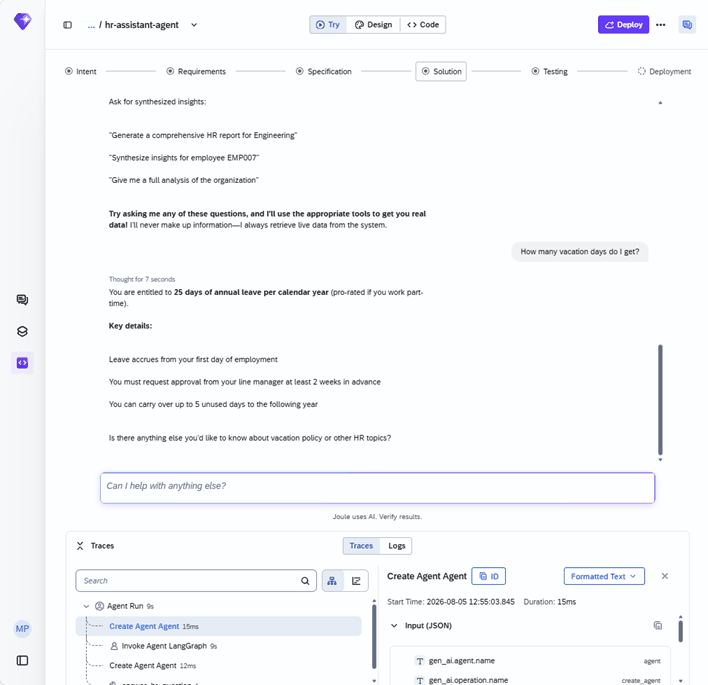 ... / hr-assistant-agent
Try Design Code
Deploy
Intent Requirements Specification Solution Testing Deployment
Ask for synthesized insights:
"Generate a comprehensive HR report for Engineering"
"Synthesize insights for employee EMP007"
"Give me a full analysis of the organization"
Try asking me any of these questions, and I'll use the appropriate tools to get you real
data! I'll never make up information—I always retrieve live data from the system.
How many vacation days do I get?
Thought for 7 seconds
You are entitled to 25 days of annual leave per calendar year (pro-rated if you work part-
time).
Key details:
Leave accrues from your first day of employment
You must request approval from your line manager at least 2 weeks in advance
You can carry over up to 5 unused days to the following year
Is there anything else you'd like to know about vacation policy or other HR topics?
Can I help with anything else?
Joule uses AI. Verify results.
MP
Traces
Traces Logs
Search
Agent Run 9s
Create Agent Agent 15ms
Invoke Agent LangGraph 9s
Create Agent Agent 12ms
Create Agent Agent ID Formatted Text
Start Time: 2026-08-05 12:55:03.845 Duration: 15ms
Input (JSON)
T gen_ai.agent.name agent
T gen_ai.operation.name create_agent